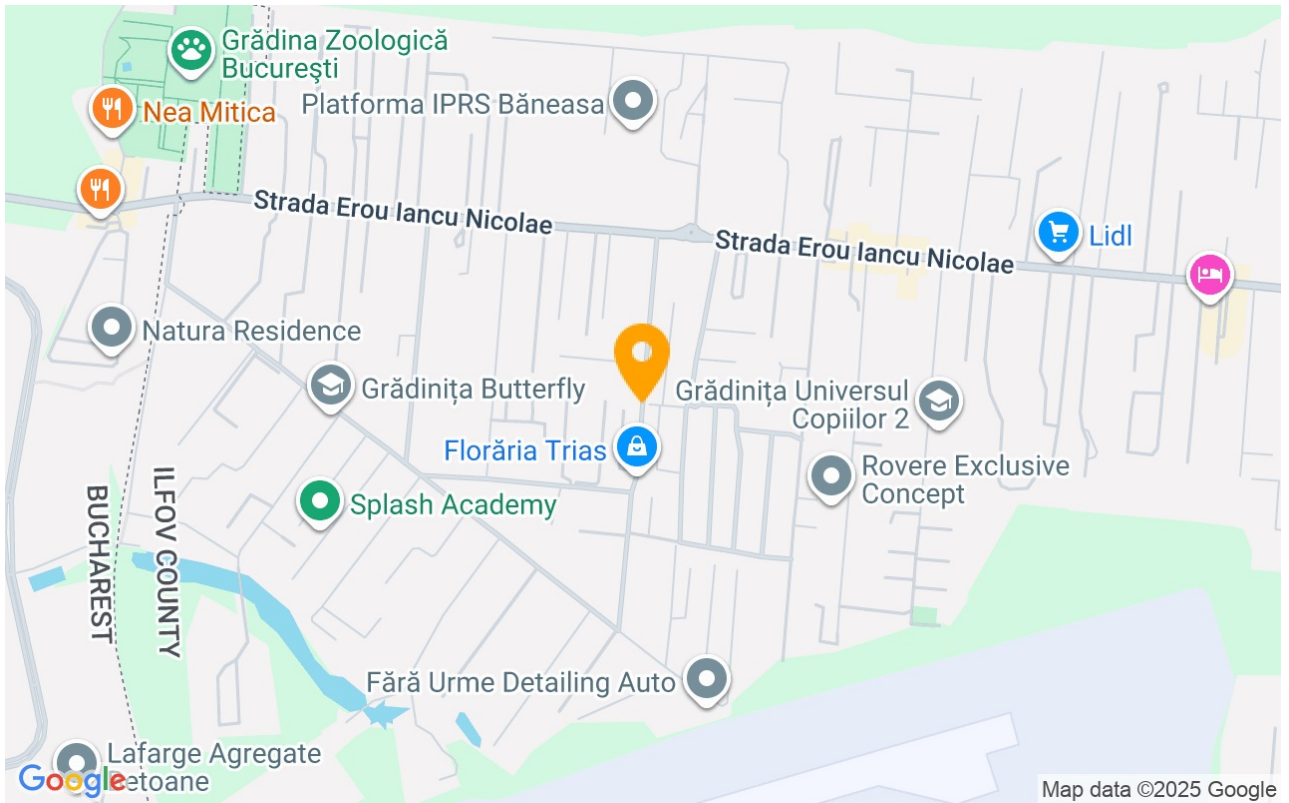 Grădina Zoologică
Bucureşti
Nea Mitica
Platforma IPRS Băneasa
Strada Erou Iancu Nicolae
Strada Erou Iancu Nicolae
Lidl
Natura Residence
Grădinița Butterfly
Grădinița Universul
Copiilor 2
Florăria Trias
Rovere Exclusive
Concept
Splash Academy
ILFOV COUNTY
BUCHAREST
Fără Urme Detailing Auto
Lafarge Agregate
Betoane
Google
Map data ©2025 Google